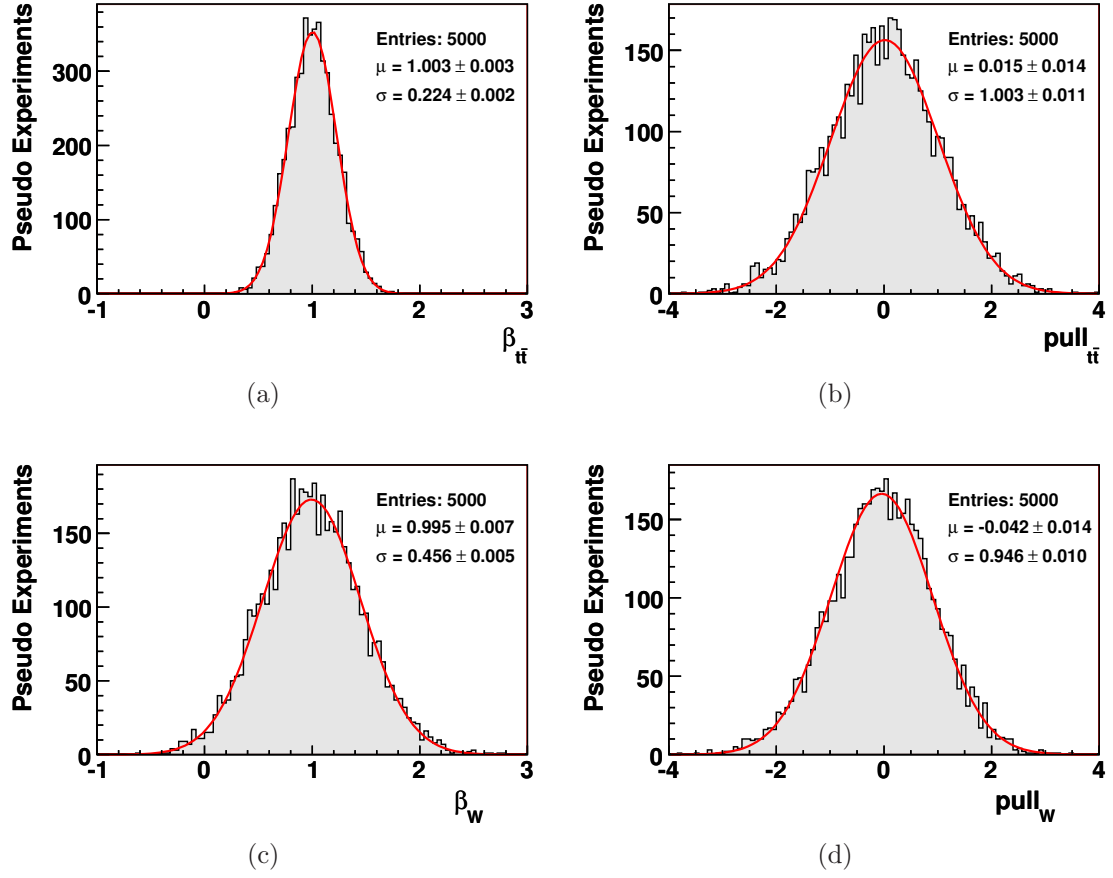 Pseudo Experiments
300
200
100
0
Entries: 5000
μ = 1.003 ± 0.003
σ = 0.224 ± 0.002
-1 0 1 2 3
β_tt̄
(a)
Pseudo Experiments
150
100
50
0
Entries: 5000
μ = 0.015 ± 0.014
σ = 1.003 ± 0.011
-4 -2 0 2 4
pull_tt̄
(b)
Pseudo Experiments
150
100
50
0
Entries: 5000
μ = 0.995 ± 0.007
σ = 0.456 ± 0.005
-1 0 1 2 3
β_W
(c)
Pseudo Experiments
150
100
50
0
Entries: 5000
μ = -0.042 ± 0.014
σ = 0.946 ± 0.010
-4 -2 0 2 4
pull_W
(d)